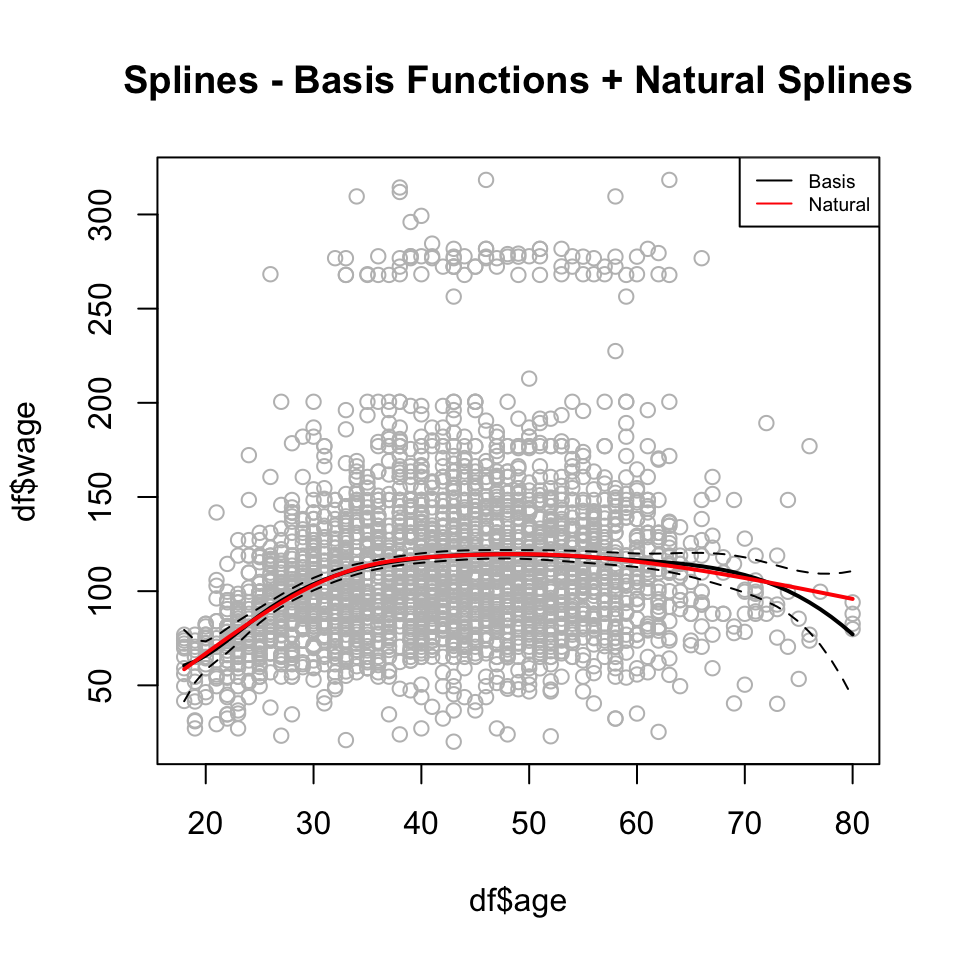 Splines - Basis Functions + Natural Splines
Basis
Natural
300
250
200
150
100
50
df$wage
20 30 40 50 60 70 80
df$age